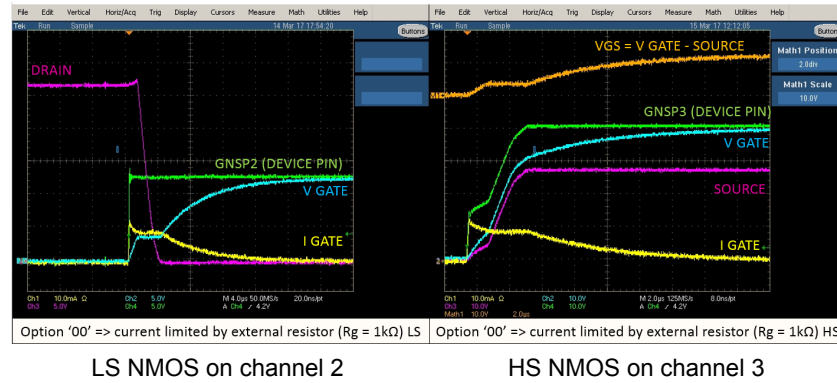 File Edit Vertical Horiz/Acq Trig Display Cursors Measure Math Utilities Help
Tek Run Sample 14 Mar 17 17:54:20 Buttons
DRAIN
GNSP2 (DEVICE PIN)
V GATE
I GATE
Ch1 10.0mA Ω Ch2 5.0V M 4.0µs 50.0MS/s 20.0ns/pt
Ch3 5.0V Ch4 5.0V A Ch4 ∕ 4.2V
Option '00' => current limited by external resistor (Rg = 1kΩ) LS
LS NMOS on channel 2
File Edit Vertical Horiz/Acq Trig Display Cursors Measure Math Utilities Help
Tek Run Sample 15 Mar 17 12:12:05 Button
VGS = V GATE - SOURCE
Math1 Position
2.0div
Math1 Scale
10.0V
GNSP3 (DEVICE PIN)
V GATE
SOURCE
I GATE
Ch1 10.0mA Ω Ch2 10.0V M 2.0µs 125MS/s 8.0ns/pt
Ch3 10.0V Ch4 10.0V A Ch4 ∕ 4.2V
Math1 10.0V 2.0µs
Option '00' => current limited by external resistor (Rg = 1kΩ) HS
HS NMOS on channel 3